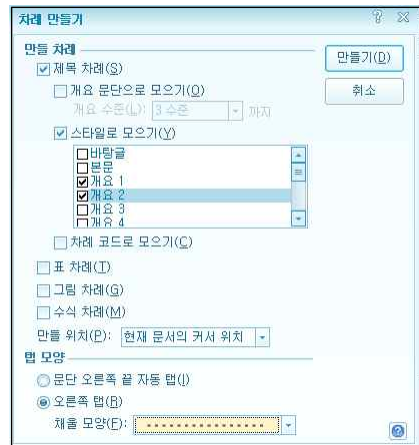 차례 만들기
만들 차례
제목 차례(S)
만들기(D)
개요 문단으로 모으기(O)
취소
개요 수준(L): 3 수준 까지
스타일로 모으기(Y)
바탕글
본문
개요 1
개요 2
개요 3
개요 4
차례 코드로 모으기(C)
표 차례(T)
그림 차례(G)
수식 차례(M)
만들 위치(P): 현재 문서의 커서 위치
탭 모양
문단 오른쪽 끝 자동 탭(I)
오른쪽 탭(R)
채울 모양(F):